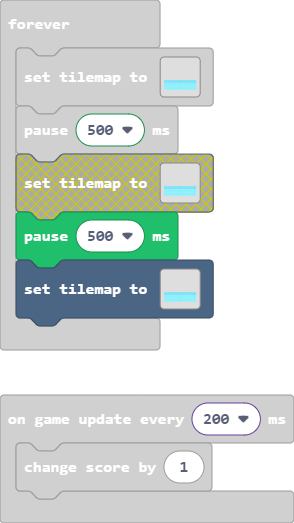 forever
set tilemap to
pause 500 ms
set tilemap to
pause 500 ms
set tilemap to
on game update every 200 ms
change score by 1